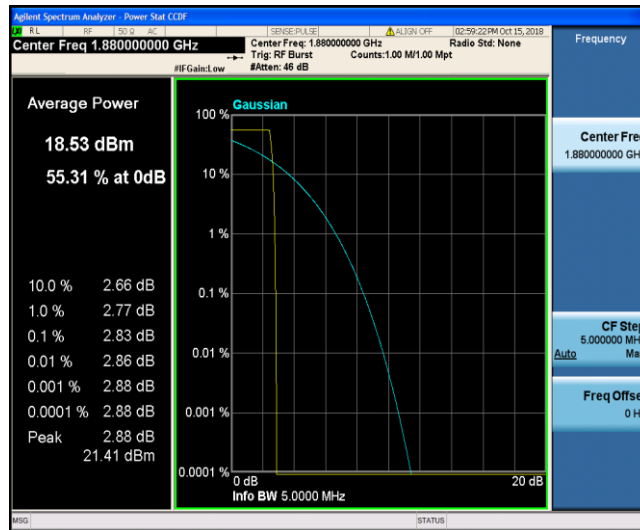 Agilent Spectrum Analyzer - Power Stat CCDF
RL RF 50 Ω AC SENSE:PULSE ALIGN OFF 02:59:22 PM Oct 15, 2018
Center Freq 1.880000000 GHz
Center Freq: 1.880000000 GHz Radio Std: None
Trig: RF Burst Counts:1.00 M/1.00 Mpt
#IFGain:Low #Atten: 46 dB
Frequency
Average Power
18.53 dBm
55.31 % at 0dB
10.0 % 2.66 dB
1.0 % 2.77 dB
0.1 % 2.83 dB
0.01 % 2.86 dB
0.001 % 2.88 dB
0.0001 % 2.88 dB
Peak 2.88 dB
21.41 dBm
Gaussian
100 %
10 %
1 %
0.1 %
0.01 %
0.001 %
0.0001 %
0 dB 20 dB
Info BW 5.0000 MHz
Center Fre
1.880000000 GH
CF Step
5.000000 MH
Auto Ma
Freq Offse
0 H
MSG STATUS